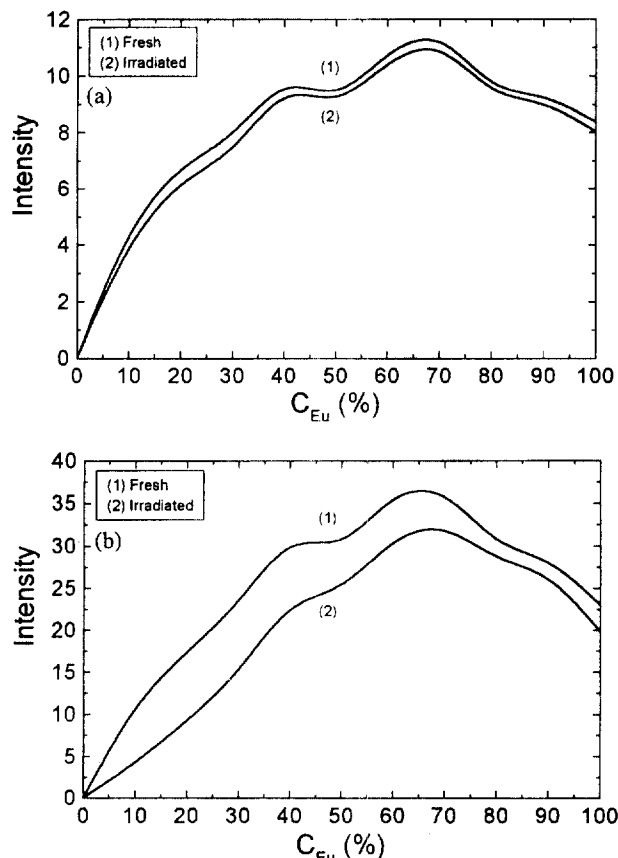 12
(1) Fresh
(2) Irradiated
10
(a)
(1)
(2)
8
6
4
2
0
Intensity
0 10 20 30 40 50 60 70 80 90 100
C_Eu (%)
40
(1) Fresh
(2) Irradiated
35
(b)
(1)
30
25
(2)
20
15
10
5
0
Intensity
0 10 20 30 40 50 60 70 80 90 100
C_Eu (%)